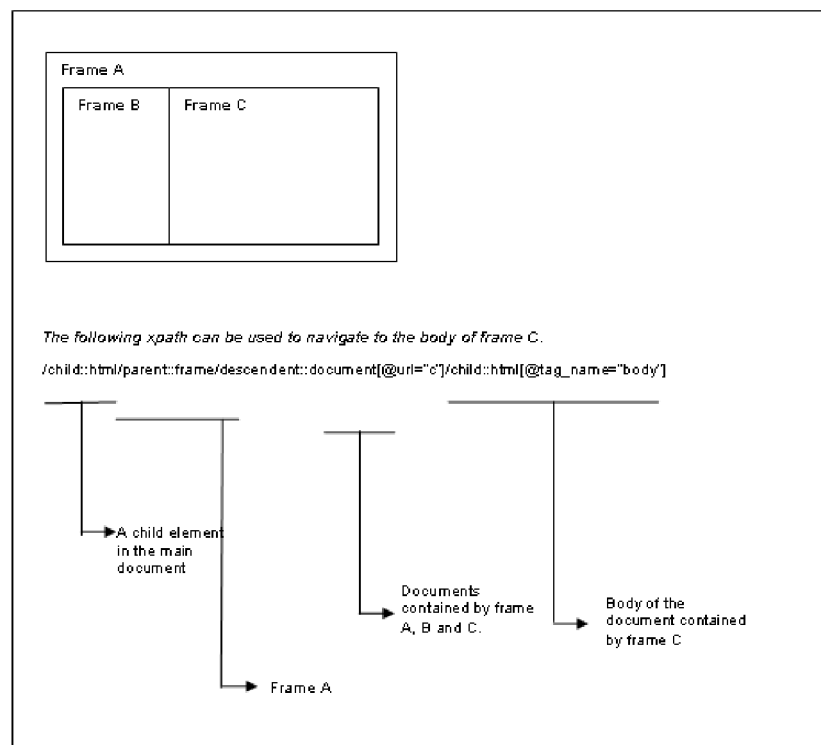 Frame A
Frame B
Frame C
The following xpath can be used to navigate to the body of frame C.
/child::html/parent::frame/descendent::document[@url="c"]/child::html[@tag_name="body"]
A child element
in the main
document
Documents
contained by frame
A, B and C.
Body of the
document contained
by frame C
Frame A